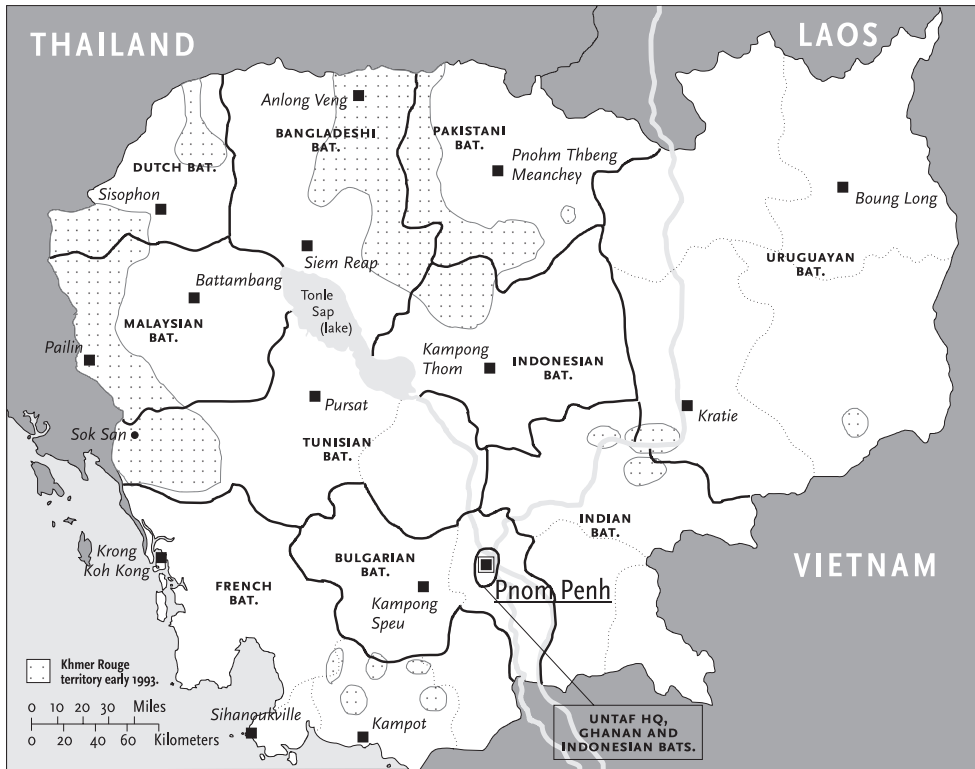 THAILAND
LAOS
Anlong Veng
BANGLADESHI
BAT.
PAKISTANI
BAT.
DUTCH BAT.
Pnohm Thbeng
Meanchey
Sisophon
Boung Long
Siem Reap
URUGUAYAN
BAT.
Battambang
Tonle
Sap
(lake)
MALAYSIAN
BAT.
Pailin
Kampong
Thom
INDONESIAN
BAT.
Pursat
Kratie
Sok San
TUNISIAN
BAT.
INDIAN
BAT.
Krong
Koh Kong
BULGARIAN
BAT.
VIETNAM
FRENCH
BAT.
Pnom Penh
Kampong
Speu
Khmer Rouge
territory early 1993.
0 10 20 30 Miles
0 20 40 60 Kilometers
Sihanoukville
Kampot
UNTAF HQ,
GHANAN AND
INDONESIAN BATS.